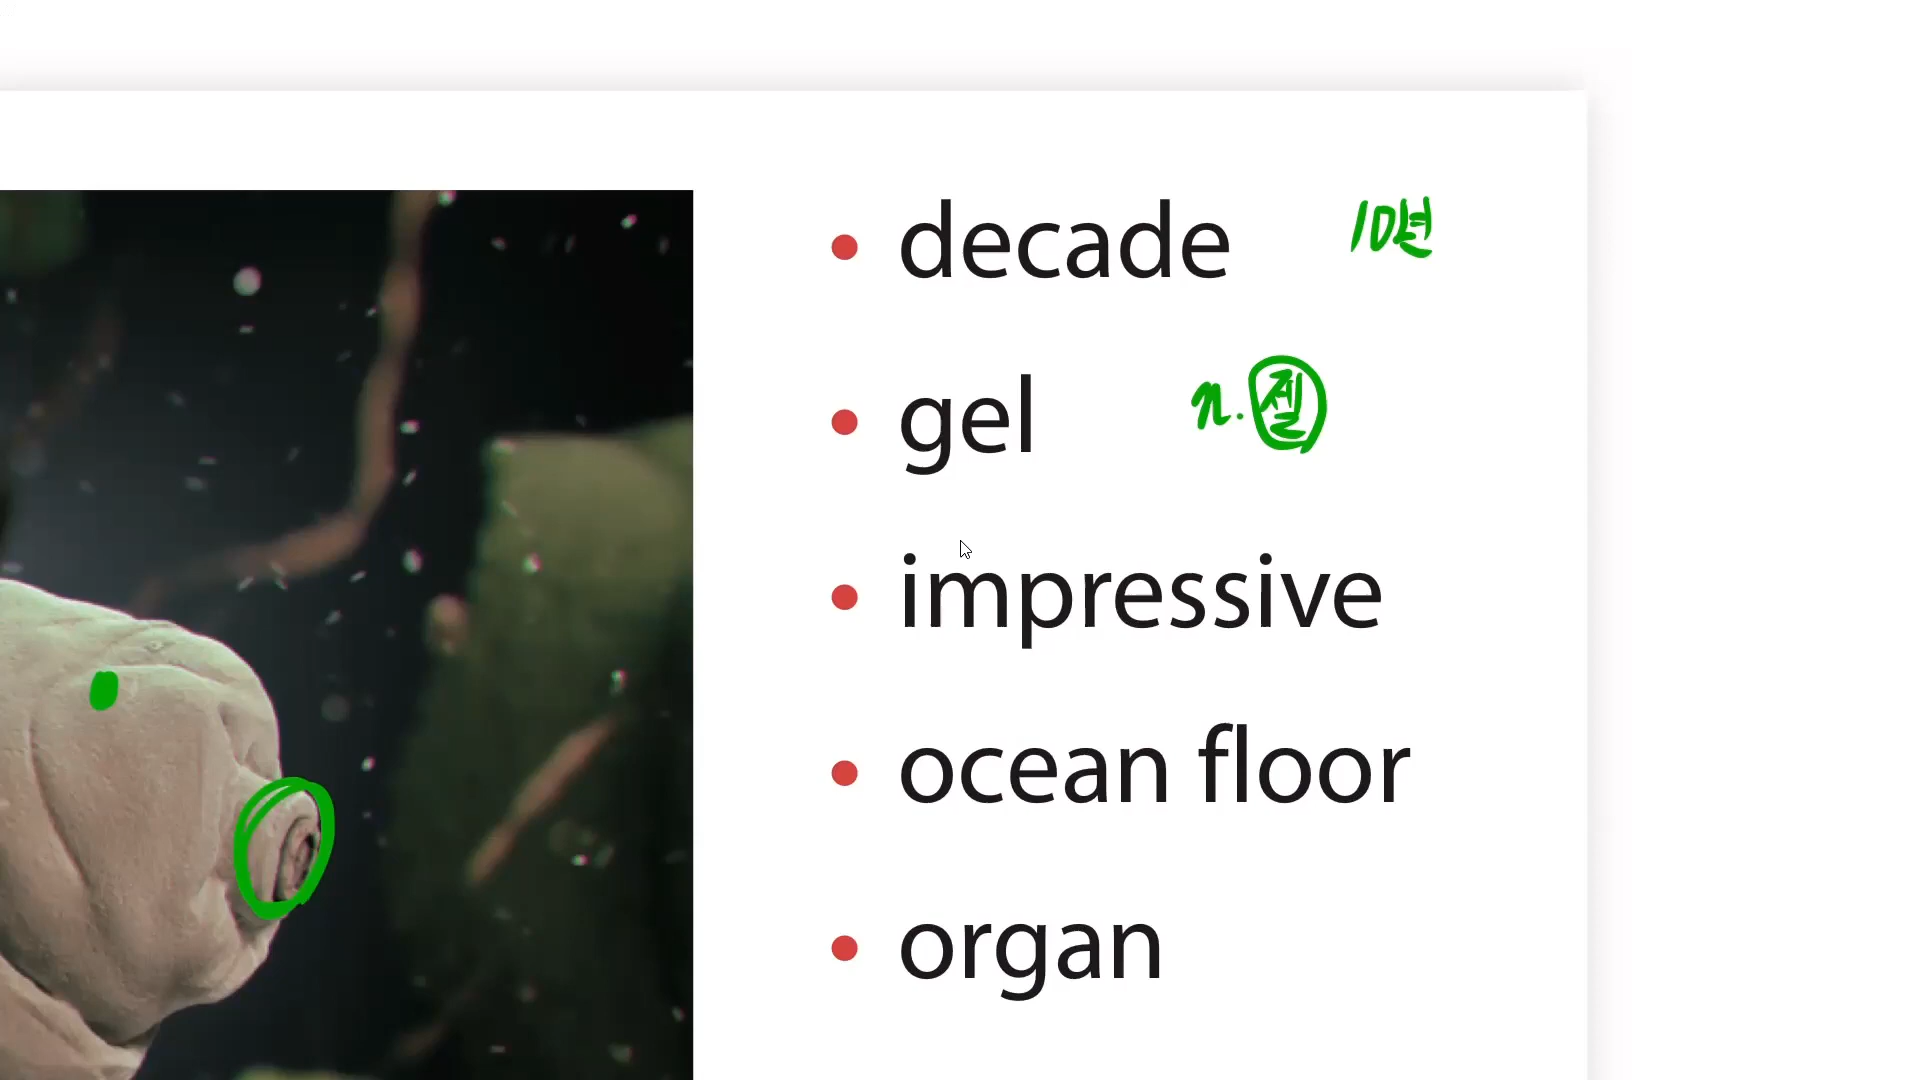 • decade 10년
• gel n. 젤
• impressive
• ocean floor
• organ